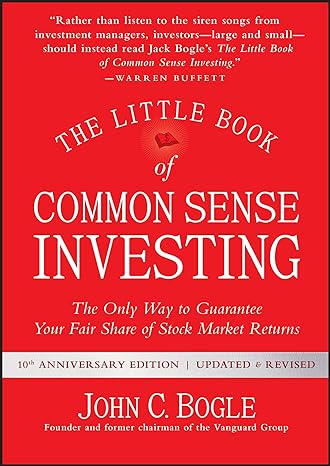 “Rather than listen to the siren songs from
investment managers, investors—large and small—
should instead read Jack Bogle’s The Little Book
of Common Sense Investing.”
—WARREN BUFFETT
THE LITTLE BOOK
of
COMMON SENSE
INVESTING
The Only Way to Guarantee
Your Fair Share of Stock Market Returns
10th ANNIVERSARY EDITION | UPDATED & REVISED
JOHN C. BOGLE
Founder and former chairman of the Vanguard Group